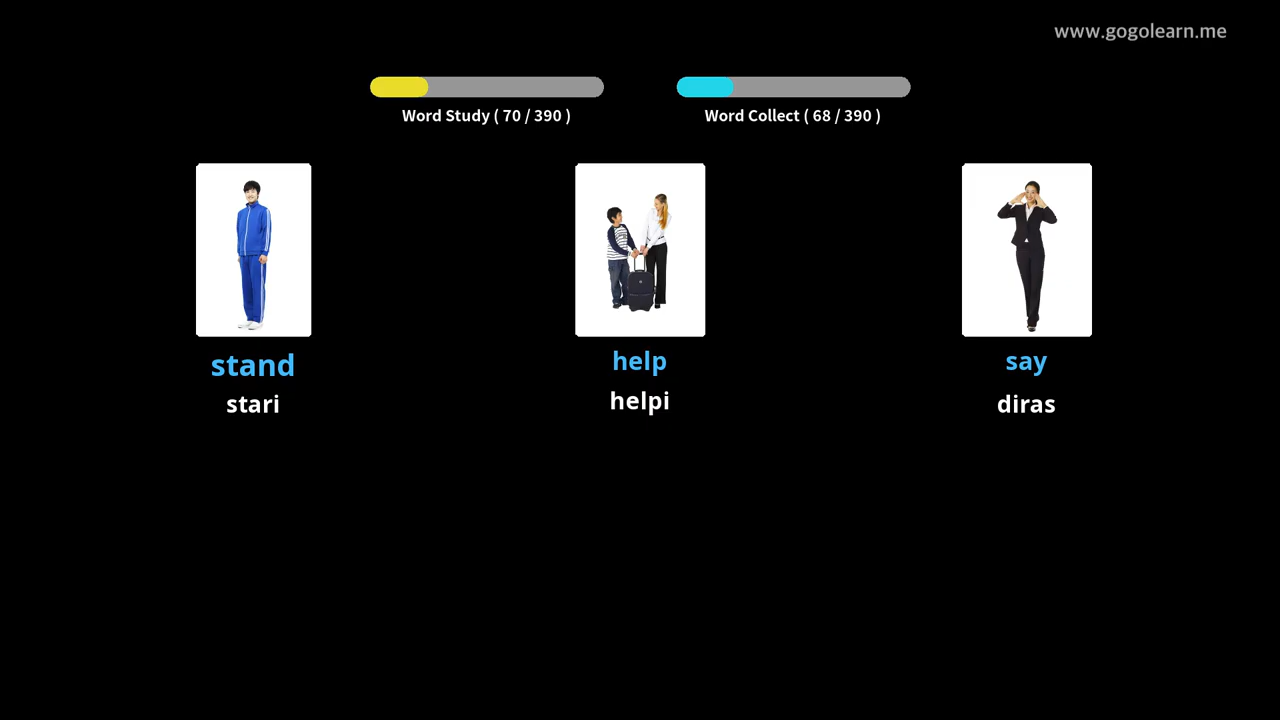 www.gogolearn.me
Word Study ( 70 / 390 )
Word Collect ( 68 / 390 )
stand
stari
help
helpi
say
diras